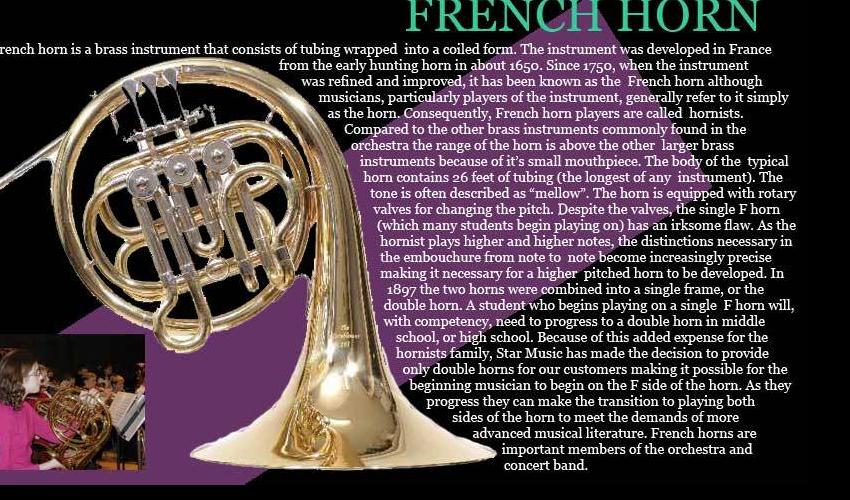 FRENCH HORN
rench horn is a brass instrument that consists of tubing wrapped into a coiled form. The instrument was developed in France
from the early hunting horn in about 1650. Since 1750, when the instrument
was refined and improved, it has been known as the French horn although
musicians, particularly players of the instrument, generally refer to it simply
as the horn. Consequently, French horn players are called hornists.
Compared to the other brass instruments commonly found in the
orchestra the range of the horn is above the other larger brass
instruments because of it's small mouthpiece. The body of the typical
horn contains 26 feet of tubing (the longest of any instrument). The
tone is often described as "mellow". The horn is equipped with rotary
valves for changing the pitch. Despite the valves, the single F horn
(which many students begin playing on) has an irksome flaw. As the
hornist plays higher and higher notes, the distinctions necessary in
the embouchure from note to note become increasingly precise
making it necessary for a higher pitched horn to be developed. In
1897 the two horns were combined into a single frame, or the
double horn. A student who begins playing on a single F horn will,
with competency, need to progress to a double horn in middle
school, or high school. Because of this added expense for the
hornists family, Star Music has made the decision to provide
only double horns for our customers making it possible for the
beginning musician to begin on the F side of the horn. As they
progress they can make the transition to playing both
sides of the horn to meet the demands of more
advanced musical literature. French horns are
important members of the orchestra and
concert band.